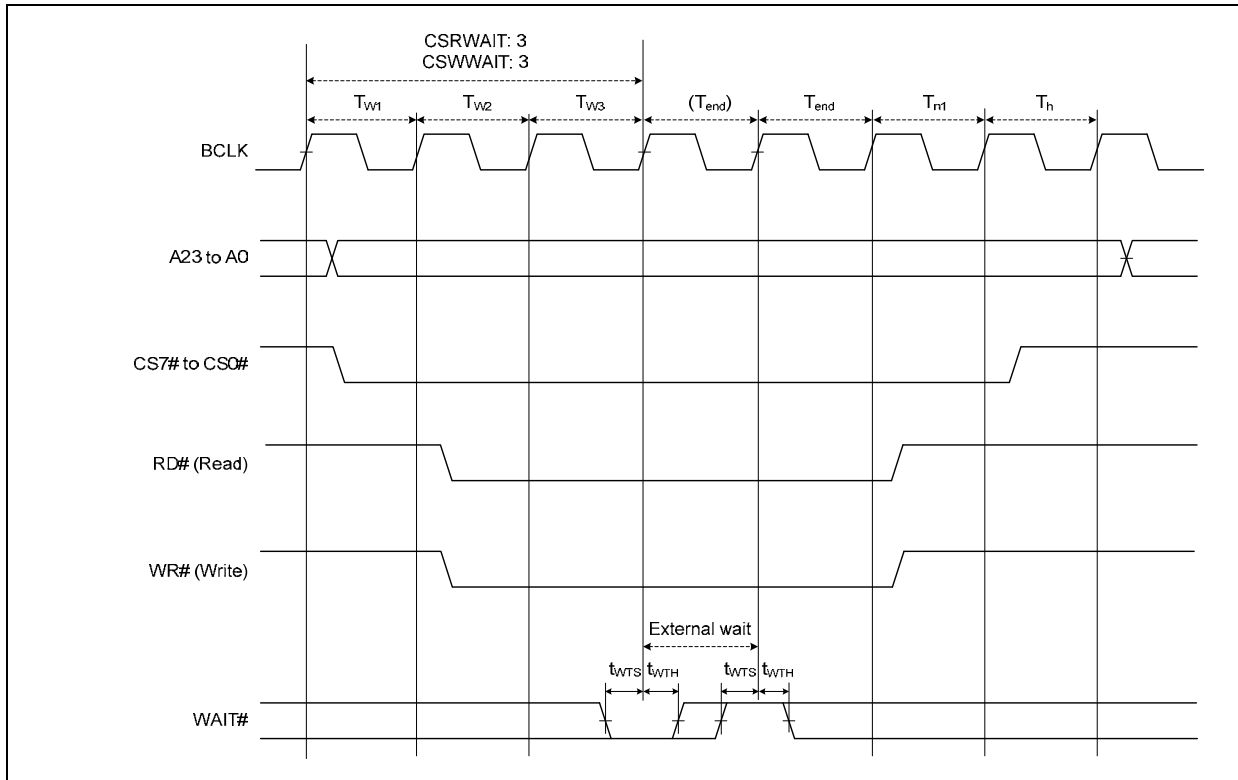 CSRWAIT: 3
CSWWAIT: 3
TW1 TW2 TW3 (Tend) Tend Tn1 Th
BCLK
A23 to A0
CS7# to CS0#
RD# (Read)
WR# (Write)
External wait
tWTS tWTH tWTS tWTH
WAIT#